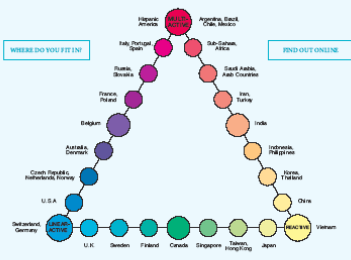 Hispanic
America
MULTI-
ACTIVE
Argentina, Brazil,
Chile, Mexico
Italy, Portugal,
Spain
Sub-Saharan,
Africa
WHERE DO YOU FIT IN?
FIND OUT ONLINE
Russia,
Slovakia
Saudi Arabia,
Arab Countries
France,
Poland
Iran,
Turkey
Belgium
India
Australia,
Denmark
Indonesia,
Philippines
Czech Republic,
Netherlands, Norway
Korea,
Thailand
U.S.A
China
Switzerland,
Germany
LINEAR-
ACTIVE
REACTIVE
Vietnam
U.K
Sweden
Finland
Canada
Singapore
Taiwan,
Hong Kong
Japan